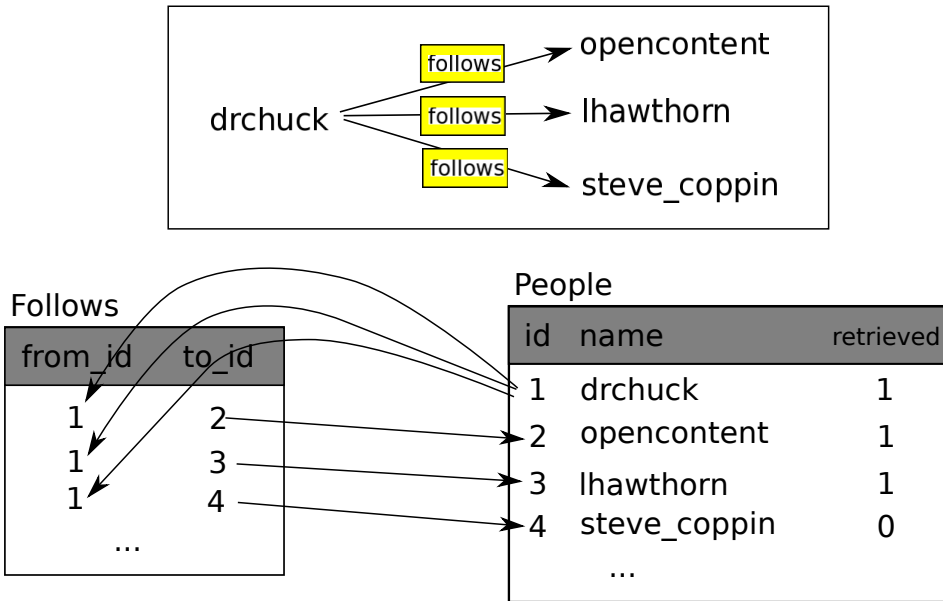 follows opencontent
drchuck follows lhawthorn
follows steve_coppin
Follows
from_id to_id
1 2
1 3
1 4
...
People
id name retrieved
1 drchuck 1
2 opencontent 1
3 lhawthorn 1
4 steve_coppin 0
...